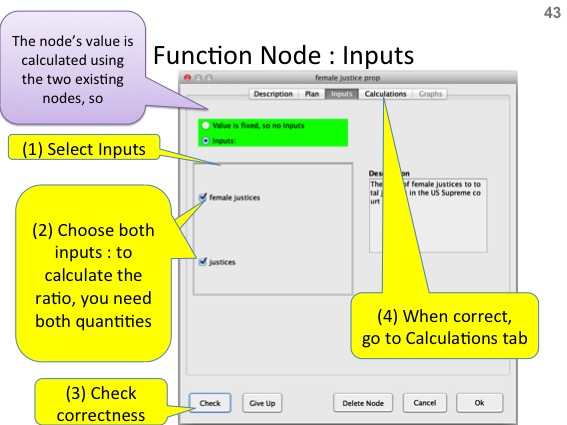 43
The node's value is
calculated using
the two existing
nodes, so
Function Node : Inputs
female justice prop
Description Plan Inputs Calculations Graphs
Value is fixed, so no inputs
Inputs:
(1) Select Inputs
Description
The of female justices to to
tal in the US Supreme co
urt
female justices
(2) Choose both
inputs : to
calculate the
ratio, you need
both quantities
justices
(4) When correct,
go to Calculations tab
(3) Check
correctness
Check Give Up Delete Node Cancel Ok